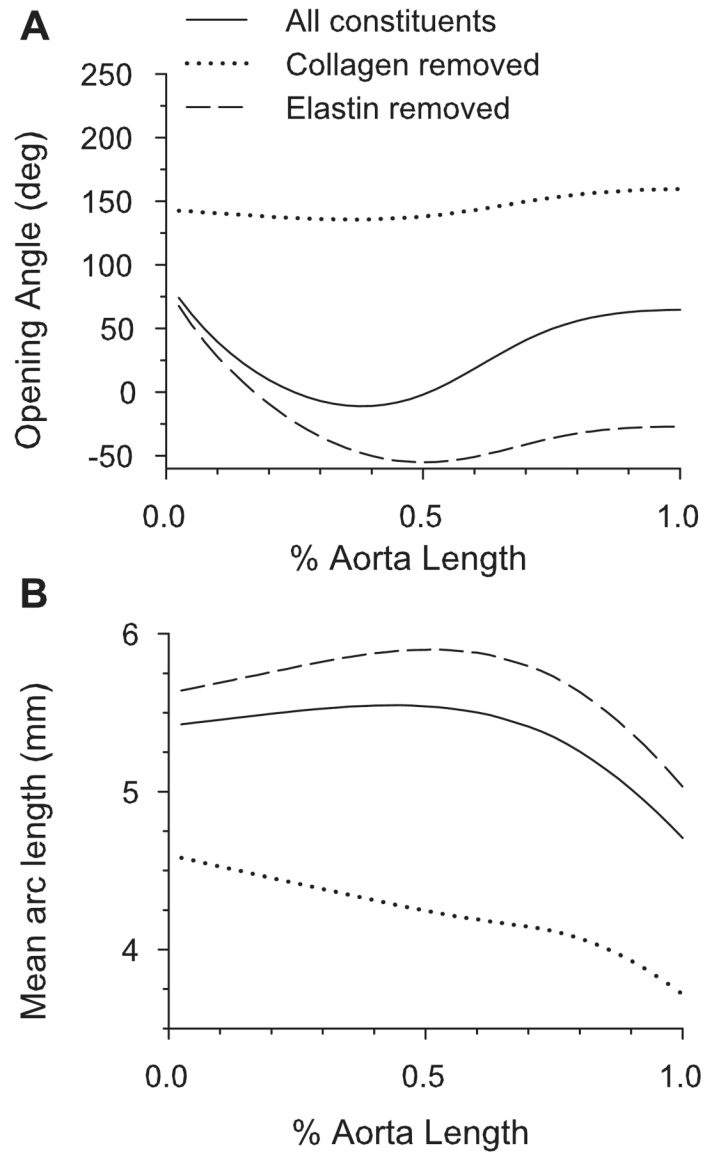 A
All constituents
Collagen removed
Elastin removed
250
200
150
100
50
0
-50
Opening Angle (deg)
0.0 0.5 1.0
% Aorta Length
B
6
5
4
Mean arc length (mm)
0.0 0.5 1.0
% Aorta Length